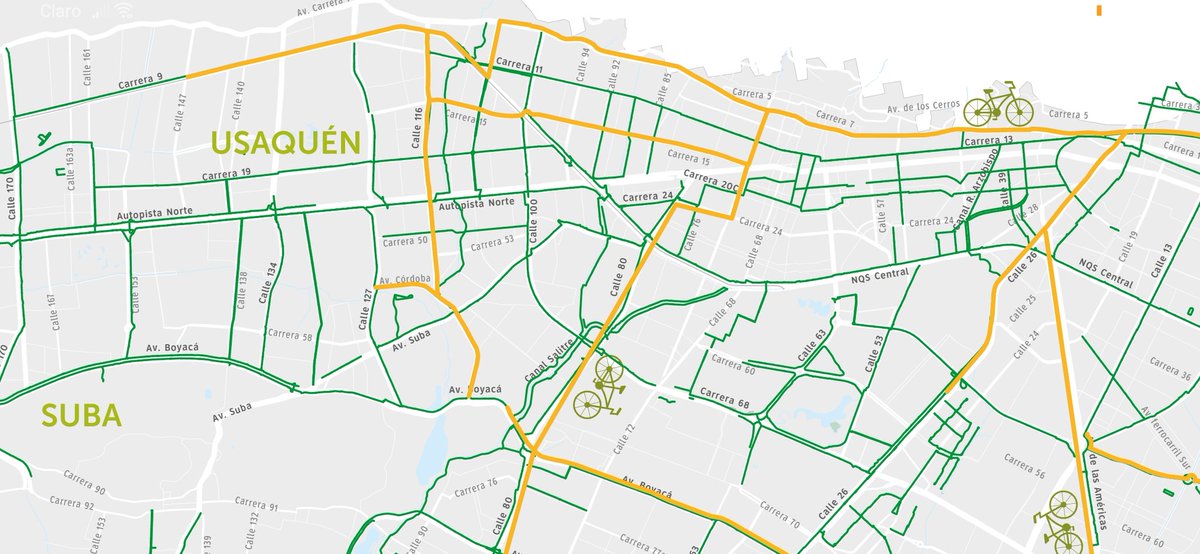 Claro
Av. Carrera
Calle 161
Carrera 9
Calle 147
Calle 140
Calle 116
Carrera 11
Calle 94
Calle 92
Calle 85
Carrera 5
Carrera 7
Av. de los Cerros
Carrera 5
Carrera 13
USAQUÉN
Carrera 15
Carrera 15
Calle 163a
Calle 170
Carrera 19
Carrera 20C
Canal R. Arzobispo
Calle 39
Autopista Norte
Autopista Norte
Calle 100
Carrera 24
Calle 76
Carrera 24
Calle 68
Calle 57
Carrera 24
Calle 28
Calle 19
Calle 13
Carrera 50
Carrera 53
Av. Córdoba
Calle 80
NQS Central
Calle 26
NQS Central
Calle 167
Calle 153
Calle 138
Calle 134
Calle 127
Carrera 58
Av. Suba
Calle 68
Calle 63
Calle 53
Calle 25
Calle 24
Av. Boyacá
Canal Salitre
Carrera 60
Carrera 36
170
SUBA
Av. Suba
Av. Boyacá
Carrera 68
Av. Ferrocarril Sur
Calle 72
Carrera 56
de las Américas
Carrera 90
Carrera 92
Calle 153
Calle 139
Calle 132
Carrera 91
Carrera 76
Calle 90
Calle 80
Av. Boyacá
Carrera 70
Carrera 77
Calle 26
Carrera 60